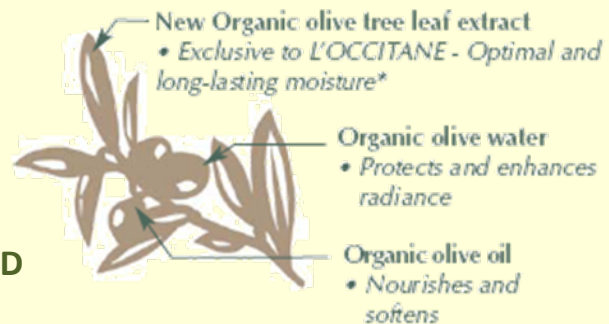 New Organic olive tree leaf extract
• Exclusive to L'OCCITANE - Optimal and
long-lasting moisture*
Organic olive water
• Protects and enhances
radiance
Organic olive oil
• Nourishes and
softens
D